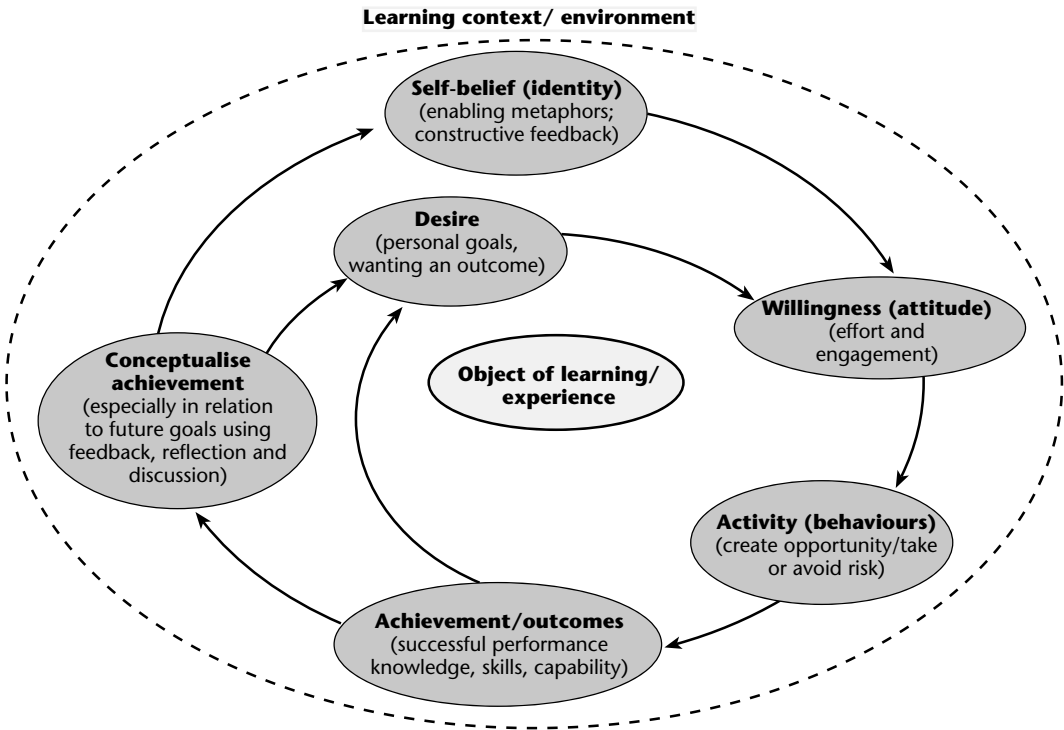 Learning context/ environment
Self-belief (identity)
(enabling metaphors;
constructive feedback)
Desire
(personal goals,
wanting an outcome)
Willingness (attitude)
(effort and
engagement)
Conceptualise
achievement
(especially in relation
to future goals using
feedback, reflection and
discussion)
Object of learning/
experience
Activity (behaviours)
(create opportunity/take
or avoid risk)
Achievement/outcomes
(successful performance
knowledge, skills, capability)